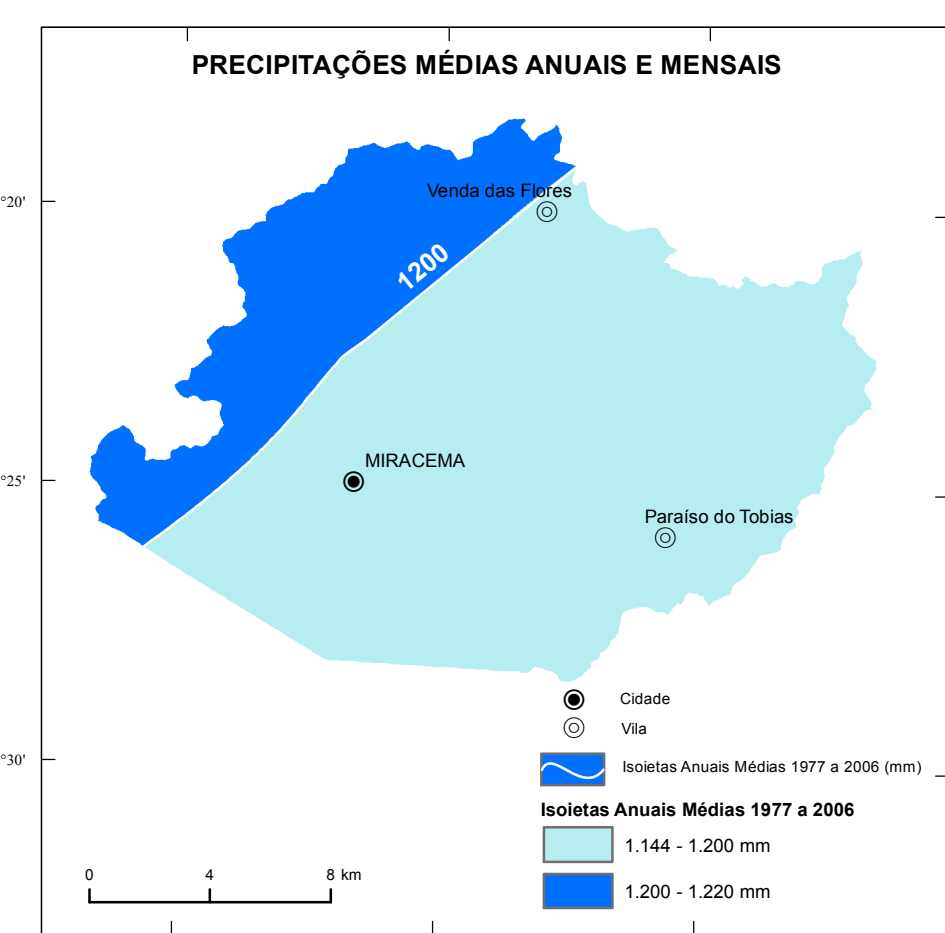 PRECIPITAÇÕES MÉDIAS ANUAIS E MENSAIS
°20'
Venda das Flores
1200
°25'
MIRACEMA
Paraíso do Tobias
Cidade
Vila
°30'
Isoietas Anuais Médias 1977 a 2006 (mm)
Isoietas Anuais Médias 1977 a 2006
1.144 - 1.200 mm
0 4 8 km
1.200 - 1.220 mm